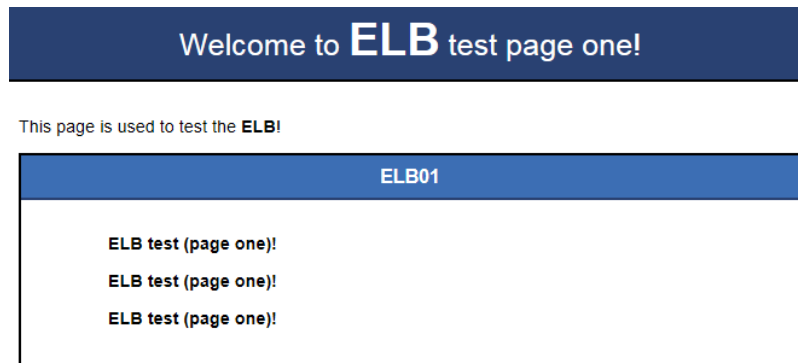 Welcome to ELB test page one!
This page is used to test the ELB!
ELB01
ELB test (page one)!
ELB test (page one)!
ELB test (page one)!